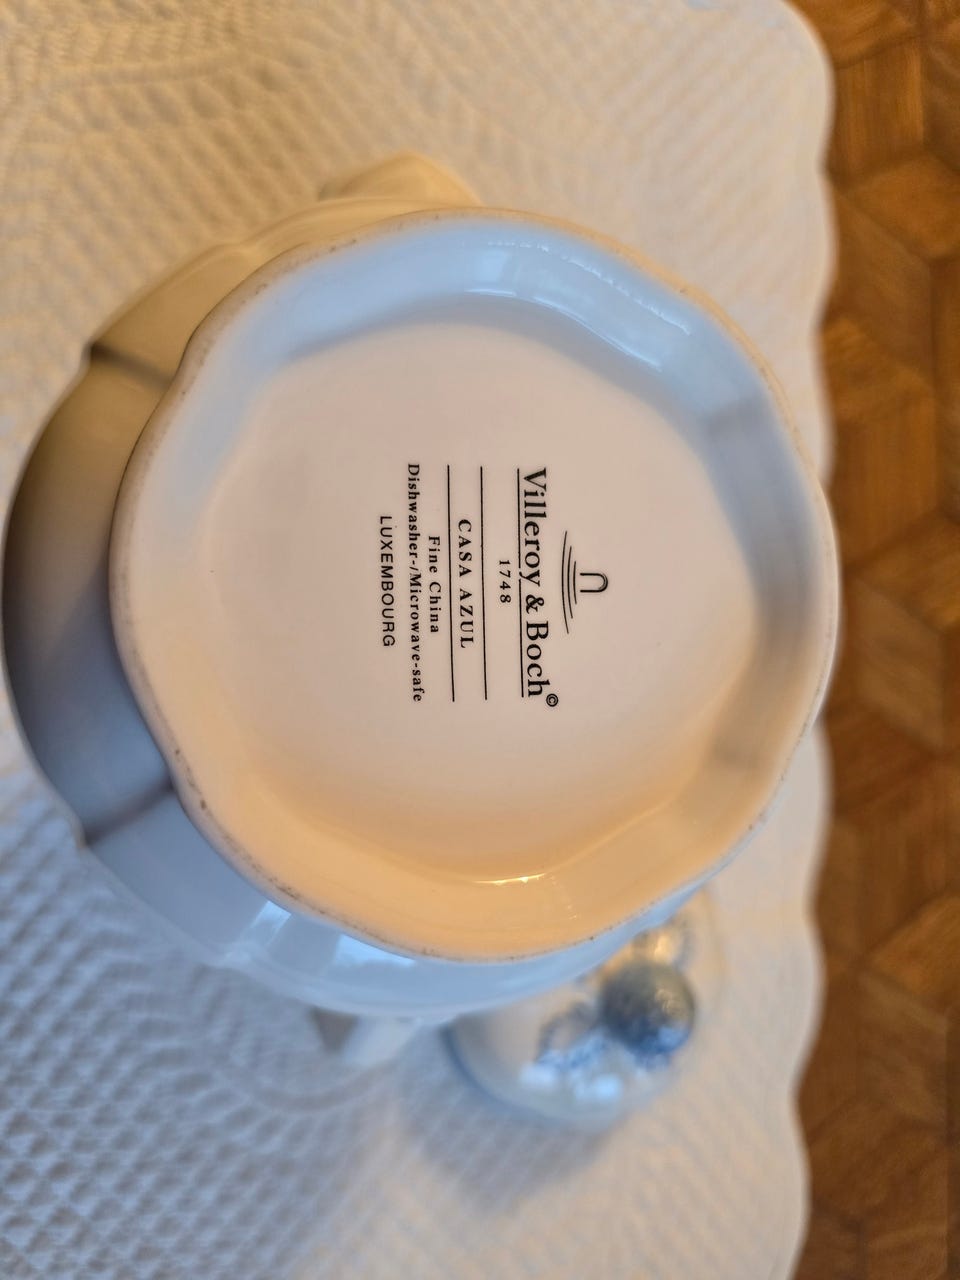 Villeroy & Boch©
1748
CASA AZUL
Fine China
Dishwasher-/Microwave-safe
LUXEMBOURG